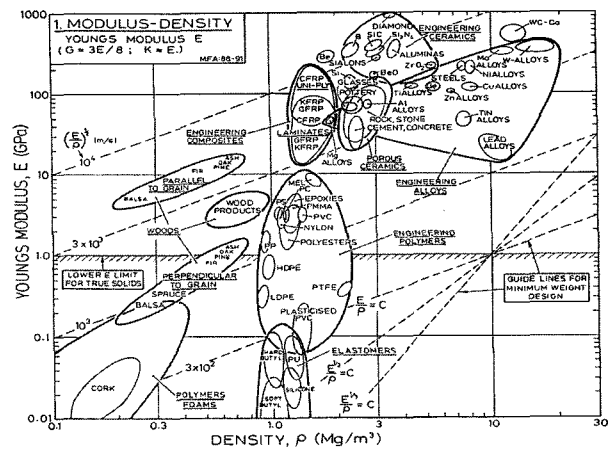 1. MODULUS-DENSITY
YOUNGS MODULUS E
(G ≈ 3E/8 ; K ≈ E.)
MFA:88-91
DIAMOND
B
SiC
Si₃N₄
ENGINEERING
CERAMICS
WC-Co
Be
SIALONS
ALUMINAS
ZrO₂
BeO
Si
GLASSES
POTTERY
Mo
ALLOYS
W-ALLOYS
STEELS
Ni ALLOYS
Ti ALLOYS
Cu ALLOYS
Zn ALLOYS
CFRP
UNI-PLY
KFRP
GFRP
CFRP
LAMINATES
GFRP
KFRP
Al
ALLOYS
ROCK, STONE
CEMENT, CONCRETE
TIN
ALLOYS
LEAD
ALLOYS
Mg
ALLOYS
POROUS
CERAMICS
ENGINEERING
COMPOSITES
ENGINEERING
ALLOYS
(E/ρ)^½ (m/s)
10⁴
ASH
OAK
PINE
FIR
PARALLEL
TO GRAIN
BALSA
WOOD
PRODUCTS
WOODS
MEL
PC
PS
EPOXIES
PMMA
PVC
NYLON
POLYESTERS
ENGINEERING
POLYMERS
3 x 10³
ASH
OAK
PINE
FIR
PERPENDICULAR
TO GRAIN
SPRUCE
BALSA
LOWER E LIMIT
FOR TRUE SOLIDS
PP
HDPE
LDPE
PTFE
PLASTICISED
PVC
GUIDE LINES FOR
MINIMUM WEIGHT
DESIGN
10³
3x10²
HARD
BUTYL
PU
SILICONE
SOFT
BUTYL
ELASTOMERS
CORK
POLYMERS
FOAMS
E/ρ = C
E^½/ρ = C
E^⅓/ρ = C
YOUNGS MODULUS, E (GPa)
1000
100
10
1.0
0.1
0.01
0.1
0.3
1.0
3
10
30
DENSITY, ρ (Mg/m³)